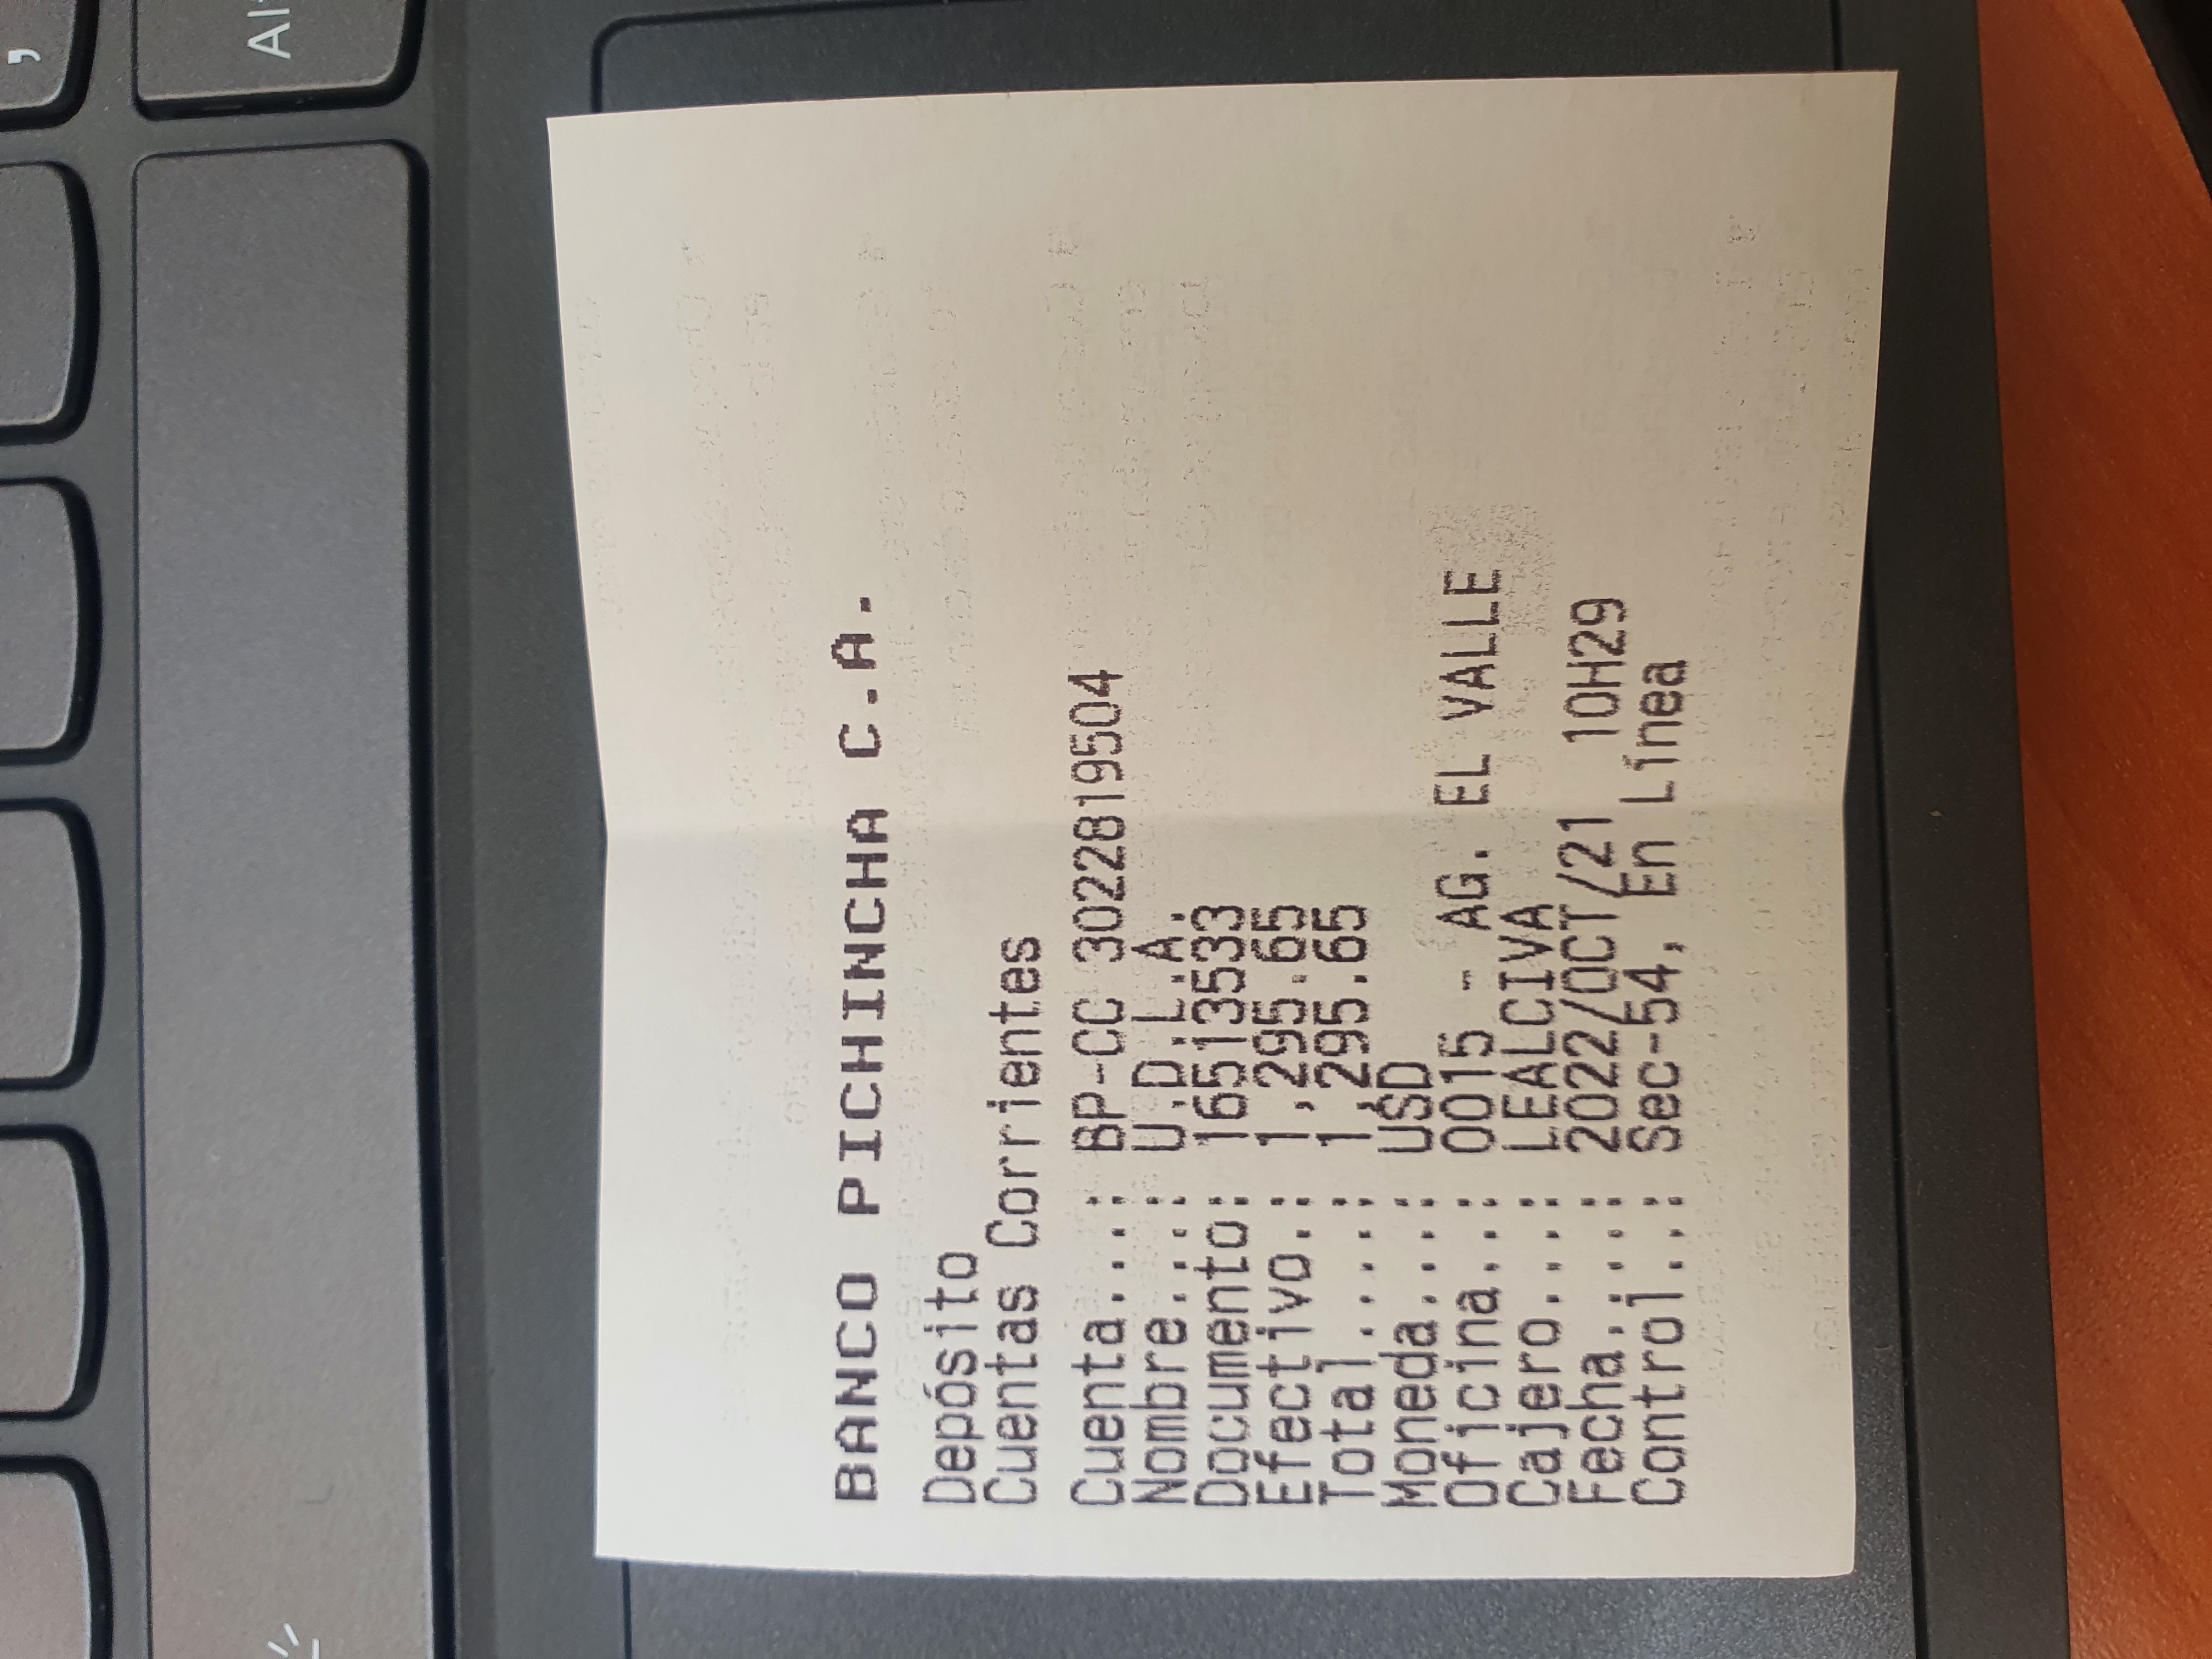 BANCO PICHINCHA C.A.
Depósito
Cuentas Corrientes
Cuenta...: BP-CC 3022819504
Nombre...: U.D.L.A.
Documento: 16513533
Efectivo.: 1,295.65
Total....: 1,295.65
Moneda...: USD
Oficina..: 0015 - AG. EL VALLE
Cajero...: LEALCIVA
Fecha....: 2022/OCT/21 10H29
Control..: Sec-54, En Línea
Alt
,